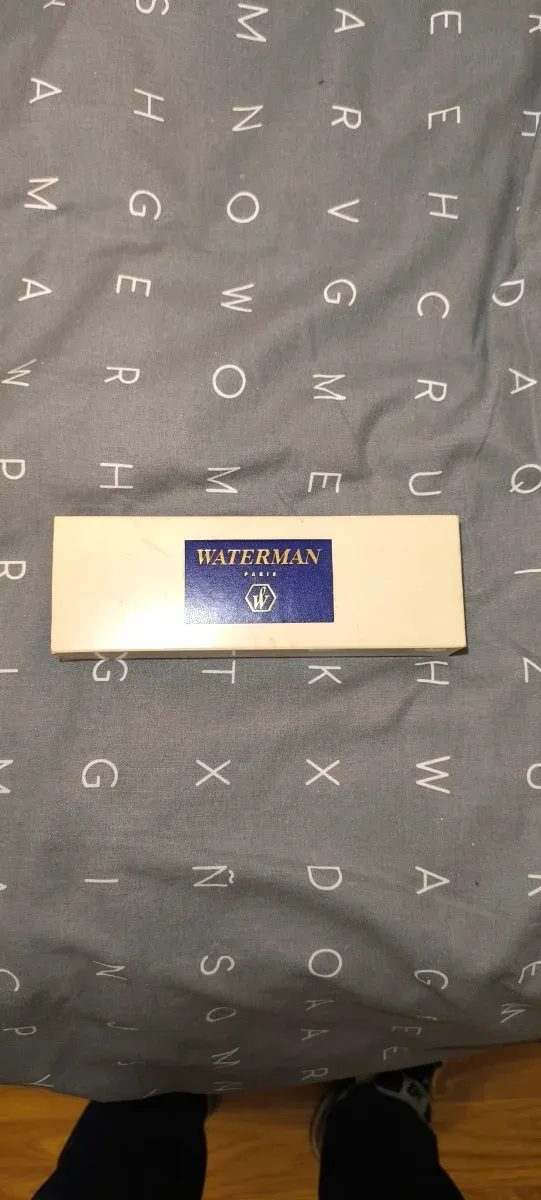 S M A E
A H N R E
M G O V H
A E W G C D
W R O M R A
P H M E U Q
WATERMAN
PARIS
W
R I
G T K H Z
M G X X W
I Ñ D A
C N S O G E
P J O A E M
S M A E
Y N R